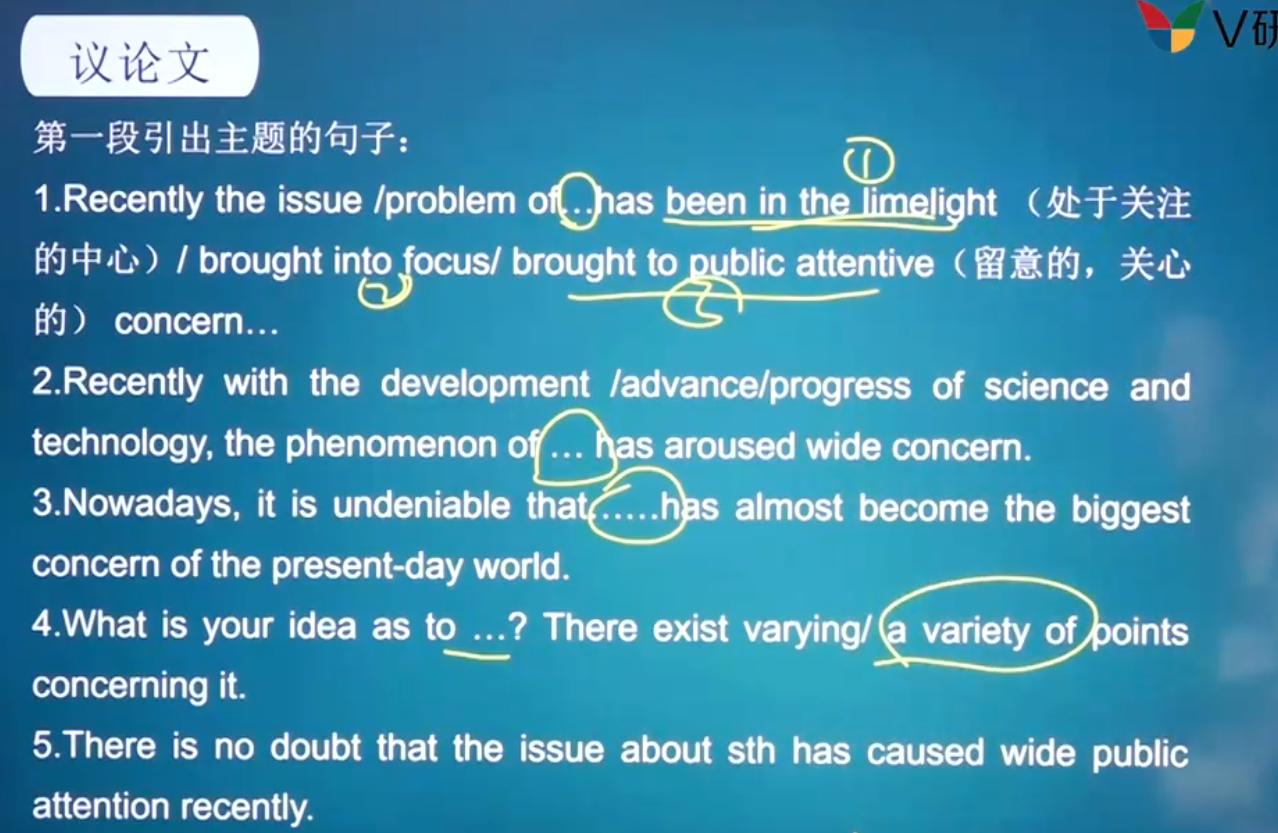 V研
议论文
第一段引出主题的句子：
①
1.Recently the issue /problem of…has been in the limelight （处于关注
的中心）/ brought into focus/ brought to public attentive（留意的，关心
② ②
的） concern…
2.Recently with the development /advance/progress of science and
technology, the phenomenon of … has aroused wide concern.
3.Nowadays, it is undeniable that……has almost become the biggest
concern of the present-day world.
4.What is your idea as to …? There exist varying/ a variety of points
concerning it.
5.There is no doubt that the issue about sth has caused wide public
attention recently.